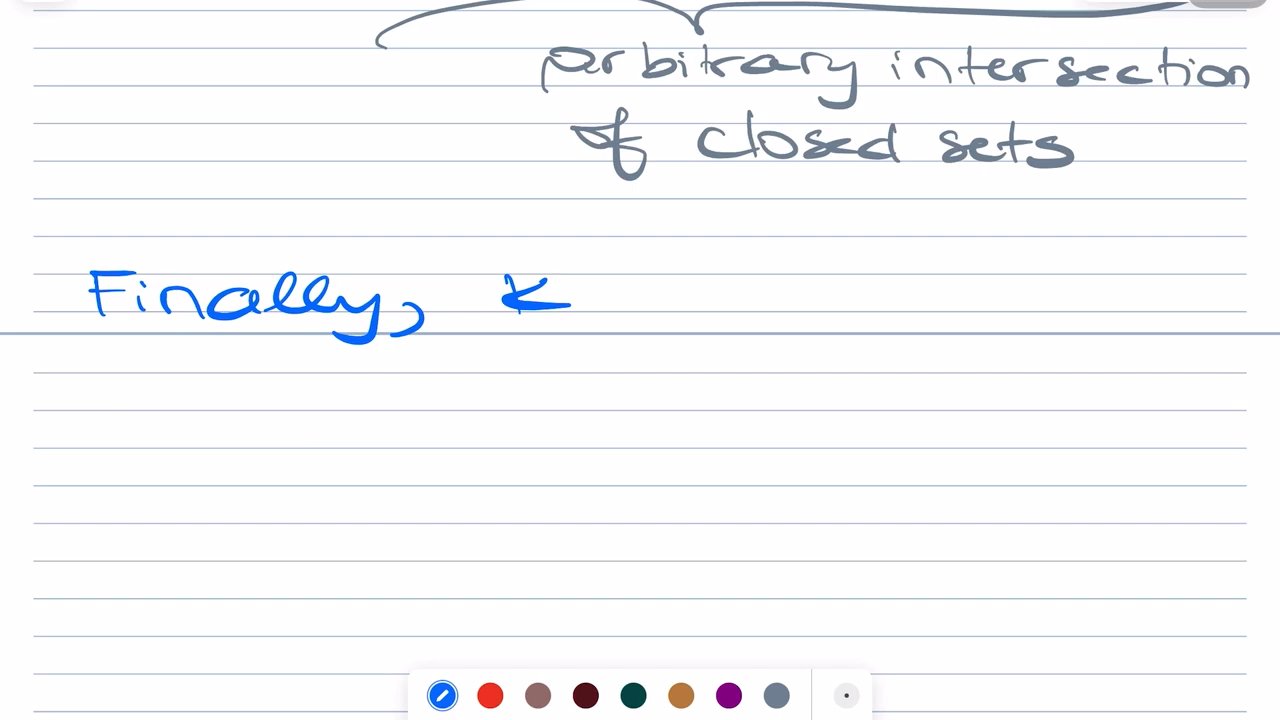 arbitrary intersection
of closed sets
Finally,